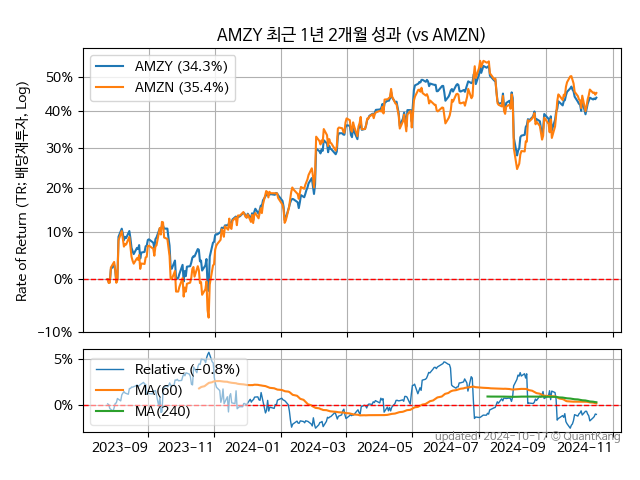 AMZY 최근 1년 2개월 성과 (vs AMZN)
Rate of Return (TR: 배당재투자, Log)
AMZY (34.3%)
AMZN (35.4%)
50%
40%
30%
20%
10%
0%
−10%
Relative (−0.8%)
MA(60)
MA(240)
5%
0%
updated: 2024-10-17 © QuantKang
2023-09 2023-11 2024-01 2024-03 2024-05 2024-07 2024-09 2024-11